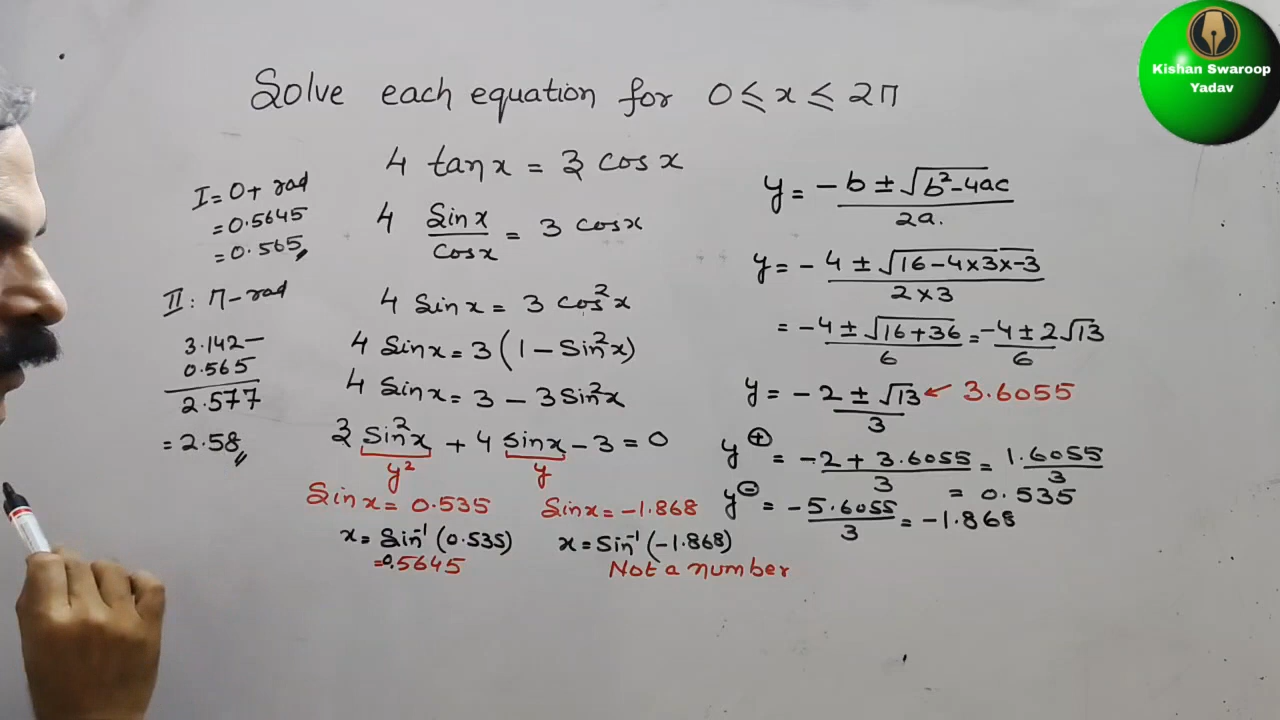 Kishan Swaroop
Yadav
Solve each equation for 0 ≤ x ≤ 2π
4 tan x = 3 cos x
4 Sin x / Cos x = 3 cos x
4 Sin x = 3 cos² x
4 Sin x = 3 (1 − Sin² x)
4 Sin x = 3 − 3 Sin² x
3 Sin² x + 4 Sin x − 3 = 0
y² y
Sin x = 0.535 Sin x = −1.868
x = Sin⁻¹ (0.535) x = Sin⁻¹ (−1.868)
= 0.5645 Not a number
I = 0 + rad
= 0.5645
= 0.565
II : π − rad
3.142 −
0.565
2.577
= 2.58
y = −b ± √b² − 4ac / 2a.
y = − 4 ± √16 − 4 × 3 × −3 / 2 × 3
= −4 ± √16 + 36 / 6 = −4 ± 2√13 / 6
y = − 2 ± √13 / 3 ← 3.6055
y⊕ = −2 + 3.6055 / 3 = 1.6055 / 3
= 0.535
y⊖ = − 5.6055 / 3 = −1.868